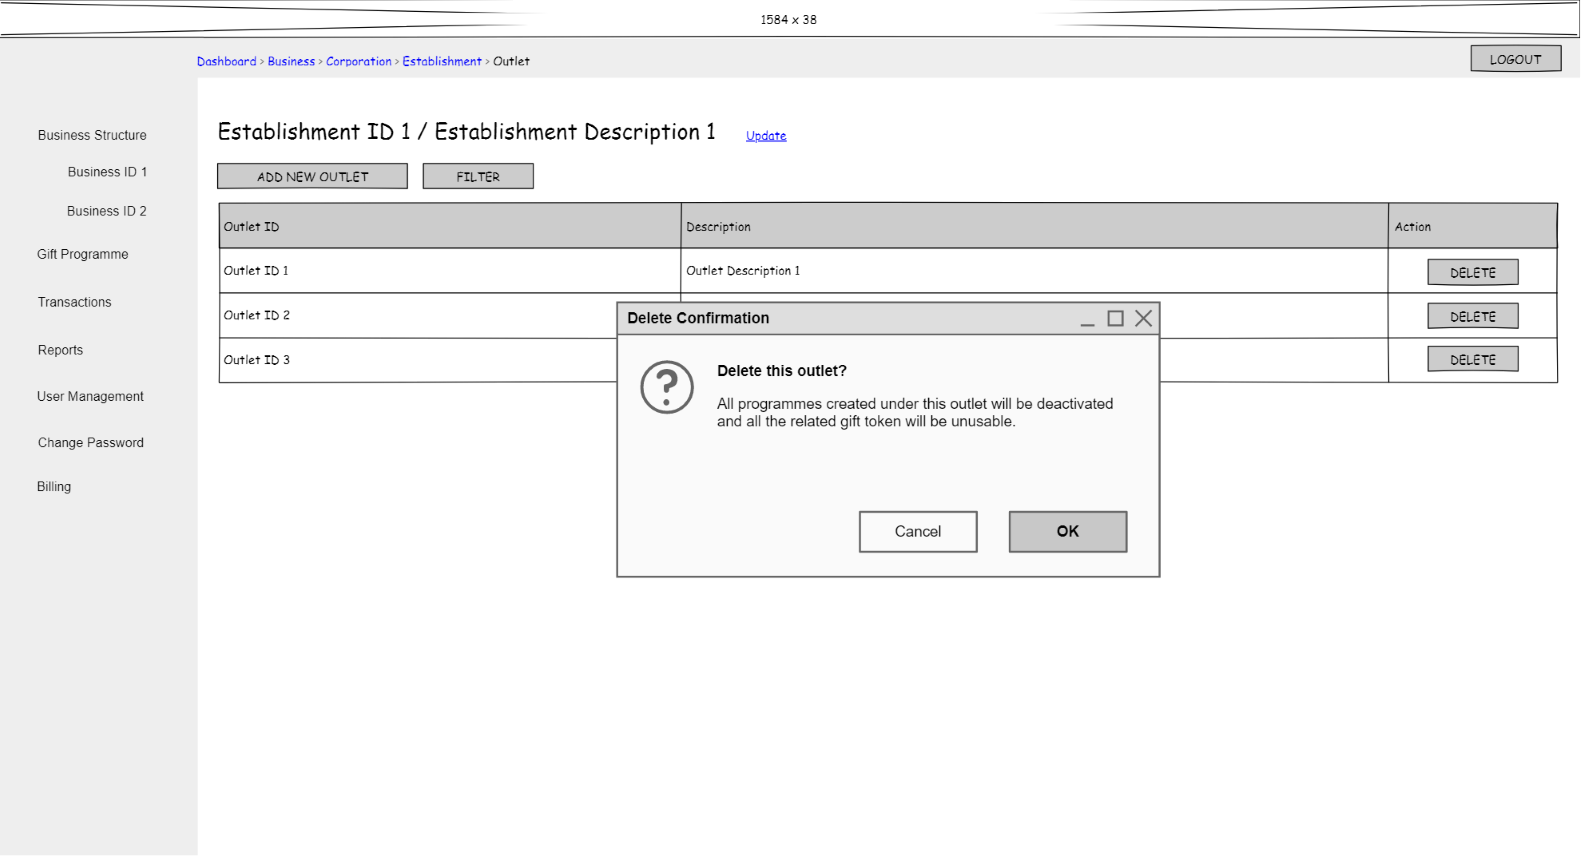 1584 x 38
Dashboard > Business > Corporation > Establishment > Outlet
LOGOUT
Business Structure
Business ID 1
Business ID 2
Gift Programme
Transactions
Reports
User Management
Change Password
Billing
Establishment ID 1 / Establishment Description 1 Update
ADD NEW OUTLET FILTER
Outlet ID Description Action
Outlet ID 1 Outlet Description 1 DELETE
Outlet ID 2 DELETE
Outlet ID 3 DELETE
Delete Confirmation
Delete this outlet?
All programmes created under this outlet will be deactivated
and all the related gift token will be unusable.
Cancel OK